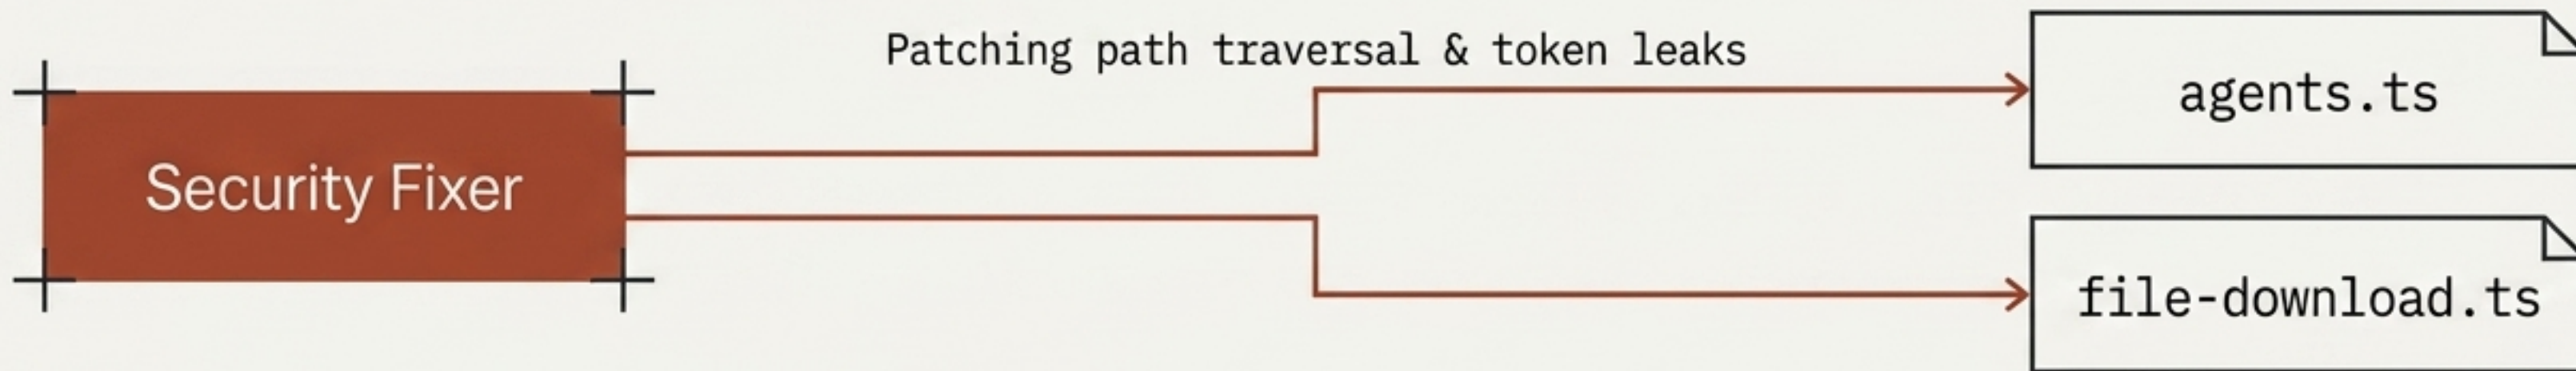 Patching path traversal & token leaks
agents.ts
Security Fixer
file-download.ts